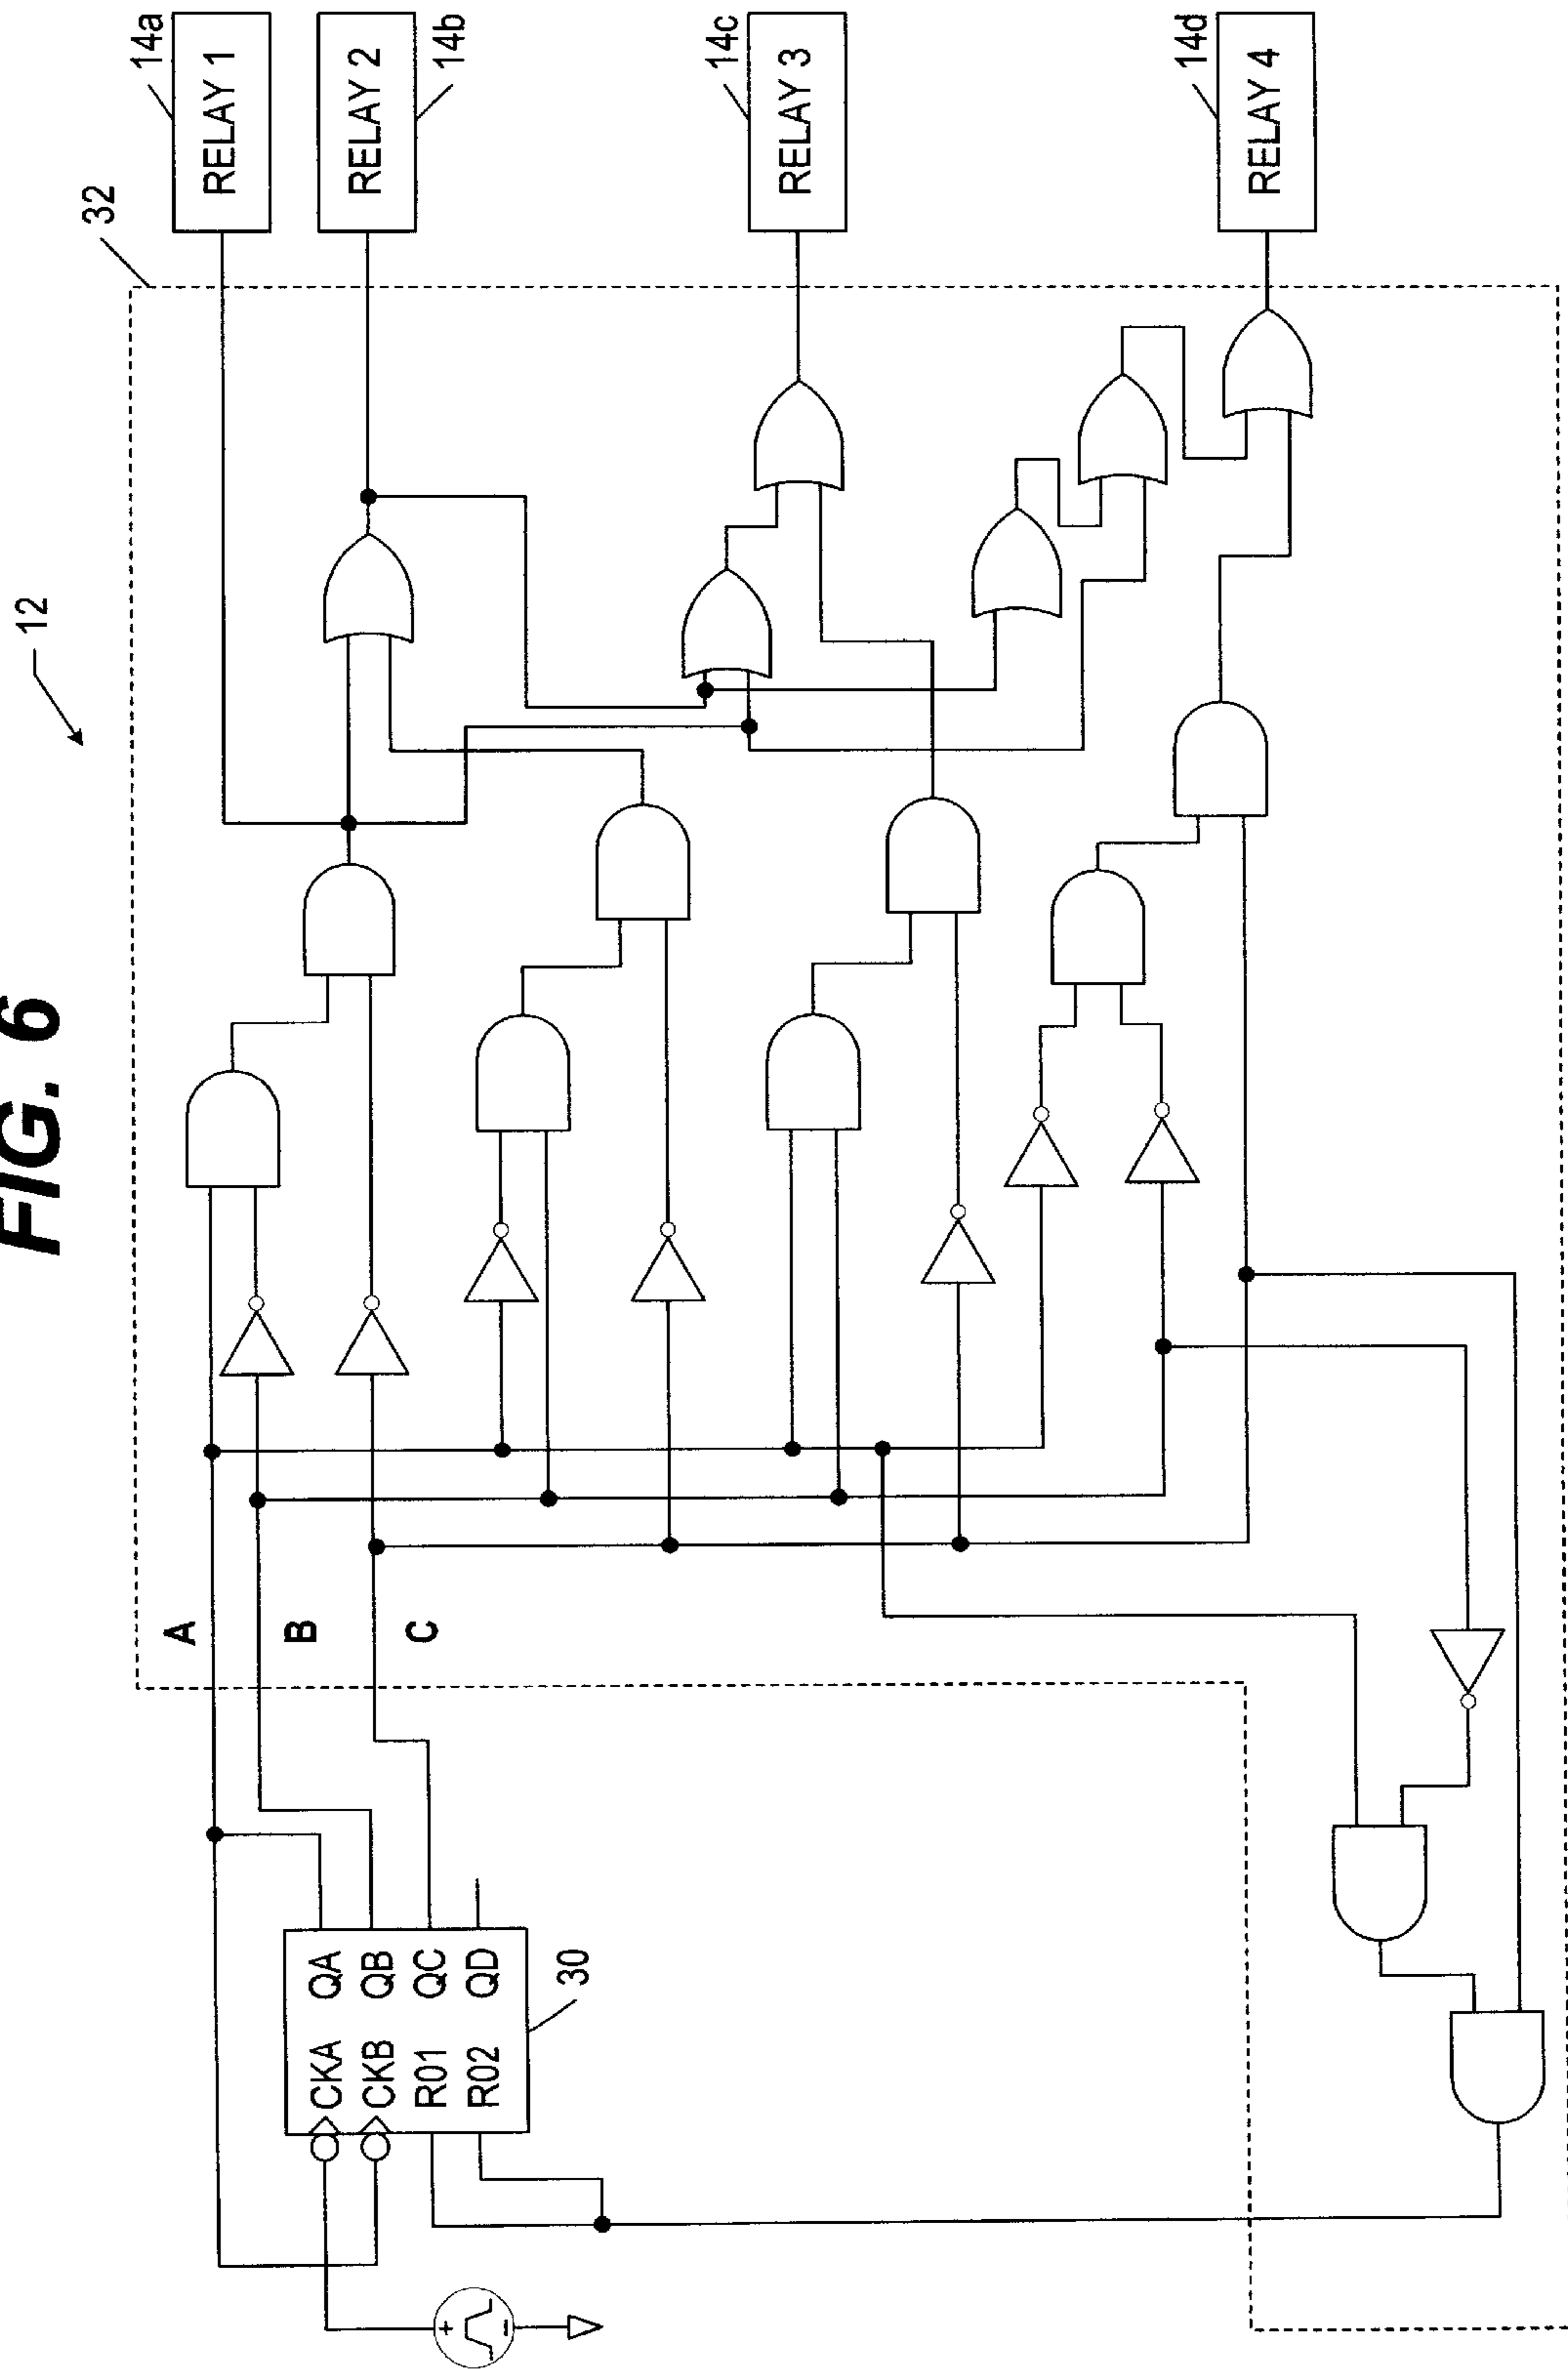 FIG. 6
12
32
14a
RELAY 1
RELAY 2
14b
14c
RELAY 3
14d
RELAY 4
A
B
C
CKA QA
CKB QB
R01 QC
R02 QD
30
+
-